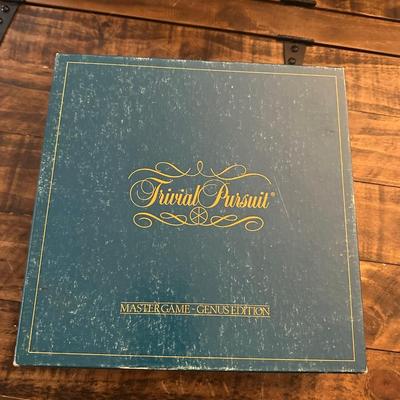 Trivial Pursuit®
MASTER GAME - GENUS EDITION